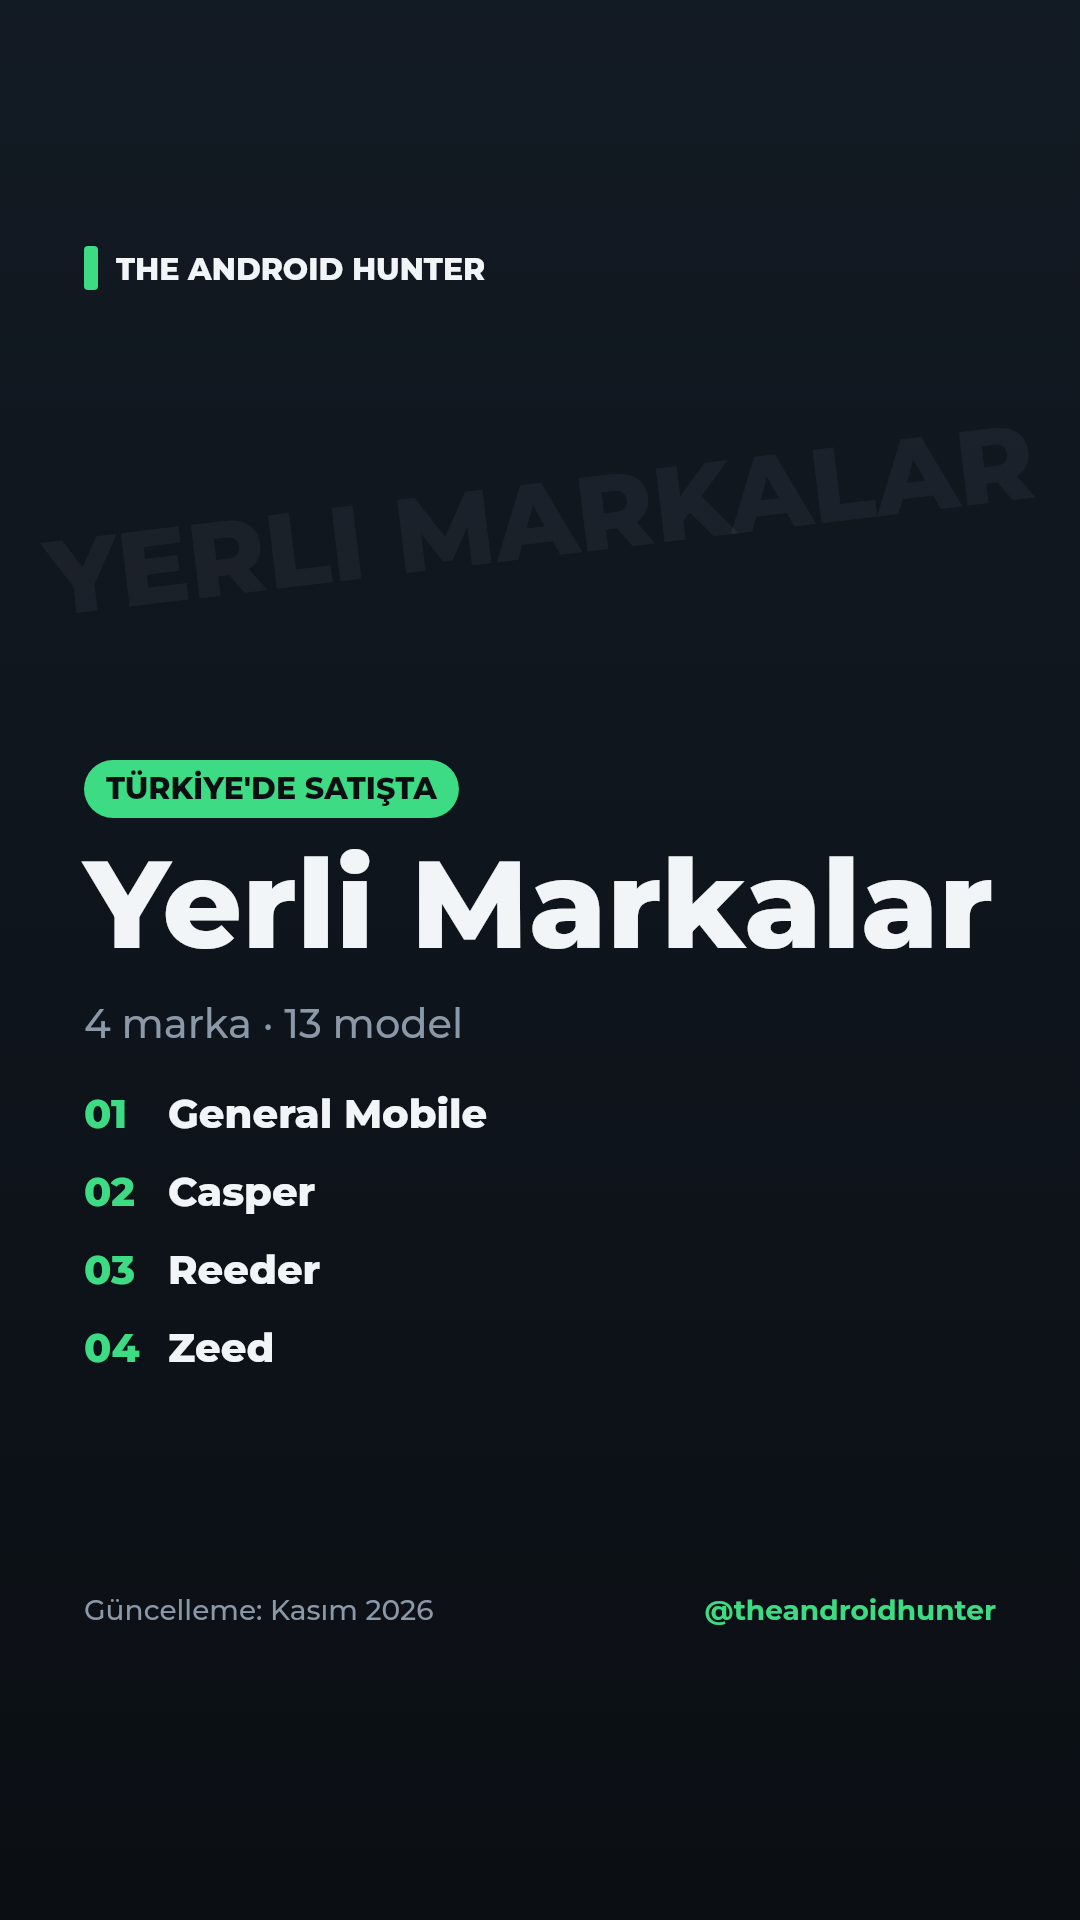 THE ANDROID HUNTER
YERLI MARKALAR
TÜRKİYE'DE SATIŞTA
Yerli Markalar
4 marka · 13 model
01 General Mobile
02 Casper
03 Reeder
04 Zeed
Güncelleme: Kasım 2026
@theandroidhunter